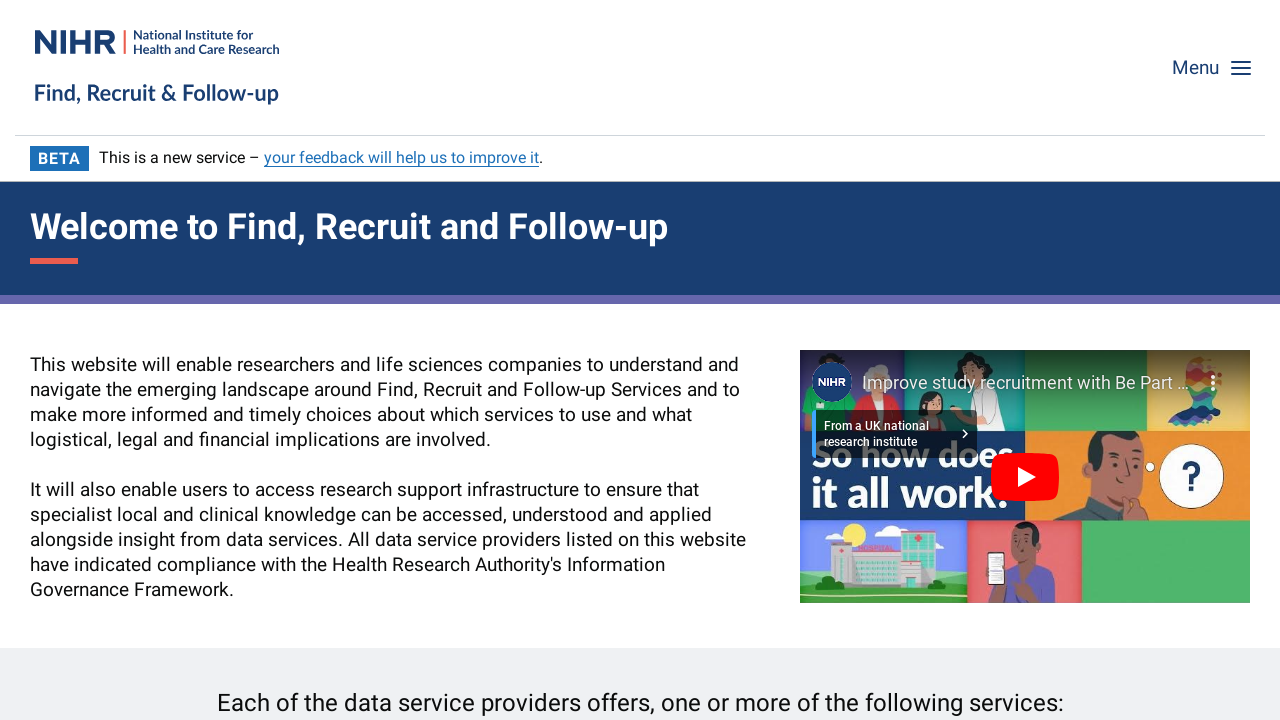 NIHR
National Institute for
Health and Care Research
Find, Recruit & Follow-up
Menu
BETA
This is a new service – your feedback will help us to improve it.
Welcome to Find, Recruit and Follow-up
This website will enable researchers and life sciences companies to understand and
navigate the emerging landscape around Find, Recruit and Follow-up Services and to
make more informed and timely choices about which services to use and what
logistical, legal and financial implications are involved.
It will also enable users to access research support infrastructure to ensure that
specialist local and clinical knowledge can be accessed, understood and applied
alongside insight from data services. All data service providers listed on this website
have indicated compliance with the Health Research Authority's Information
Governance Framework.
NIHR
Improve study recruitment with Be Part ...
From a UK national
research institute
So how does
it all work?
?
HOSPITAL
Each of the data service providers offers, one or more of the following services: